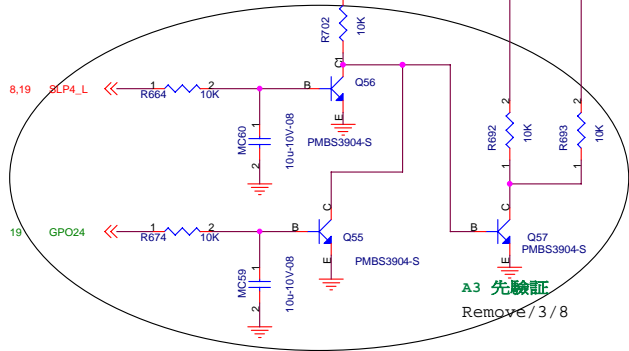 R702
10K
C1
8,19 SLP4_L
1
R664
2
10K
B
Q56
E
PMBS3904-S
1
MC60
2
10u-10V-08
2
R692
1
10K
2
R693
1
10K
19 GPO24
1
R674
2
10K
B
C
Q55
E
PMBS3904-S
1
MC59
2
10u-10V-08
B
C
Q57
E
PMBS3904-S
A3 先驗証
Remove/3/8